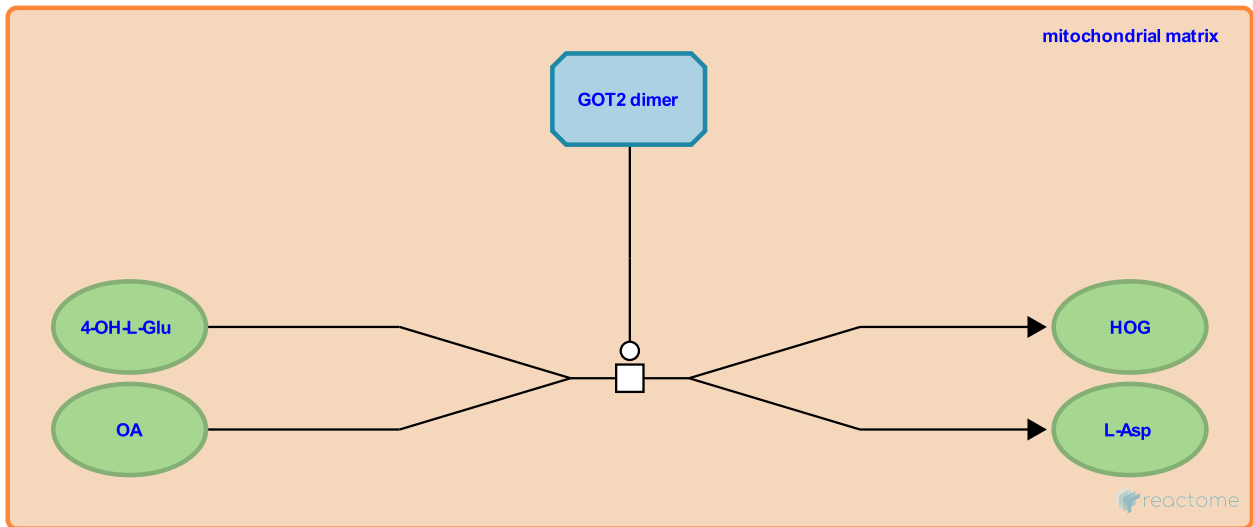 mitochondrial matrix
GOT2 dimer
4-OH-L-Glu
HOG
OA
L-Asp
reactome